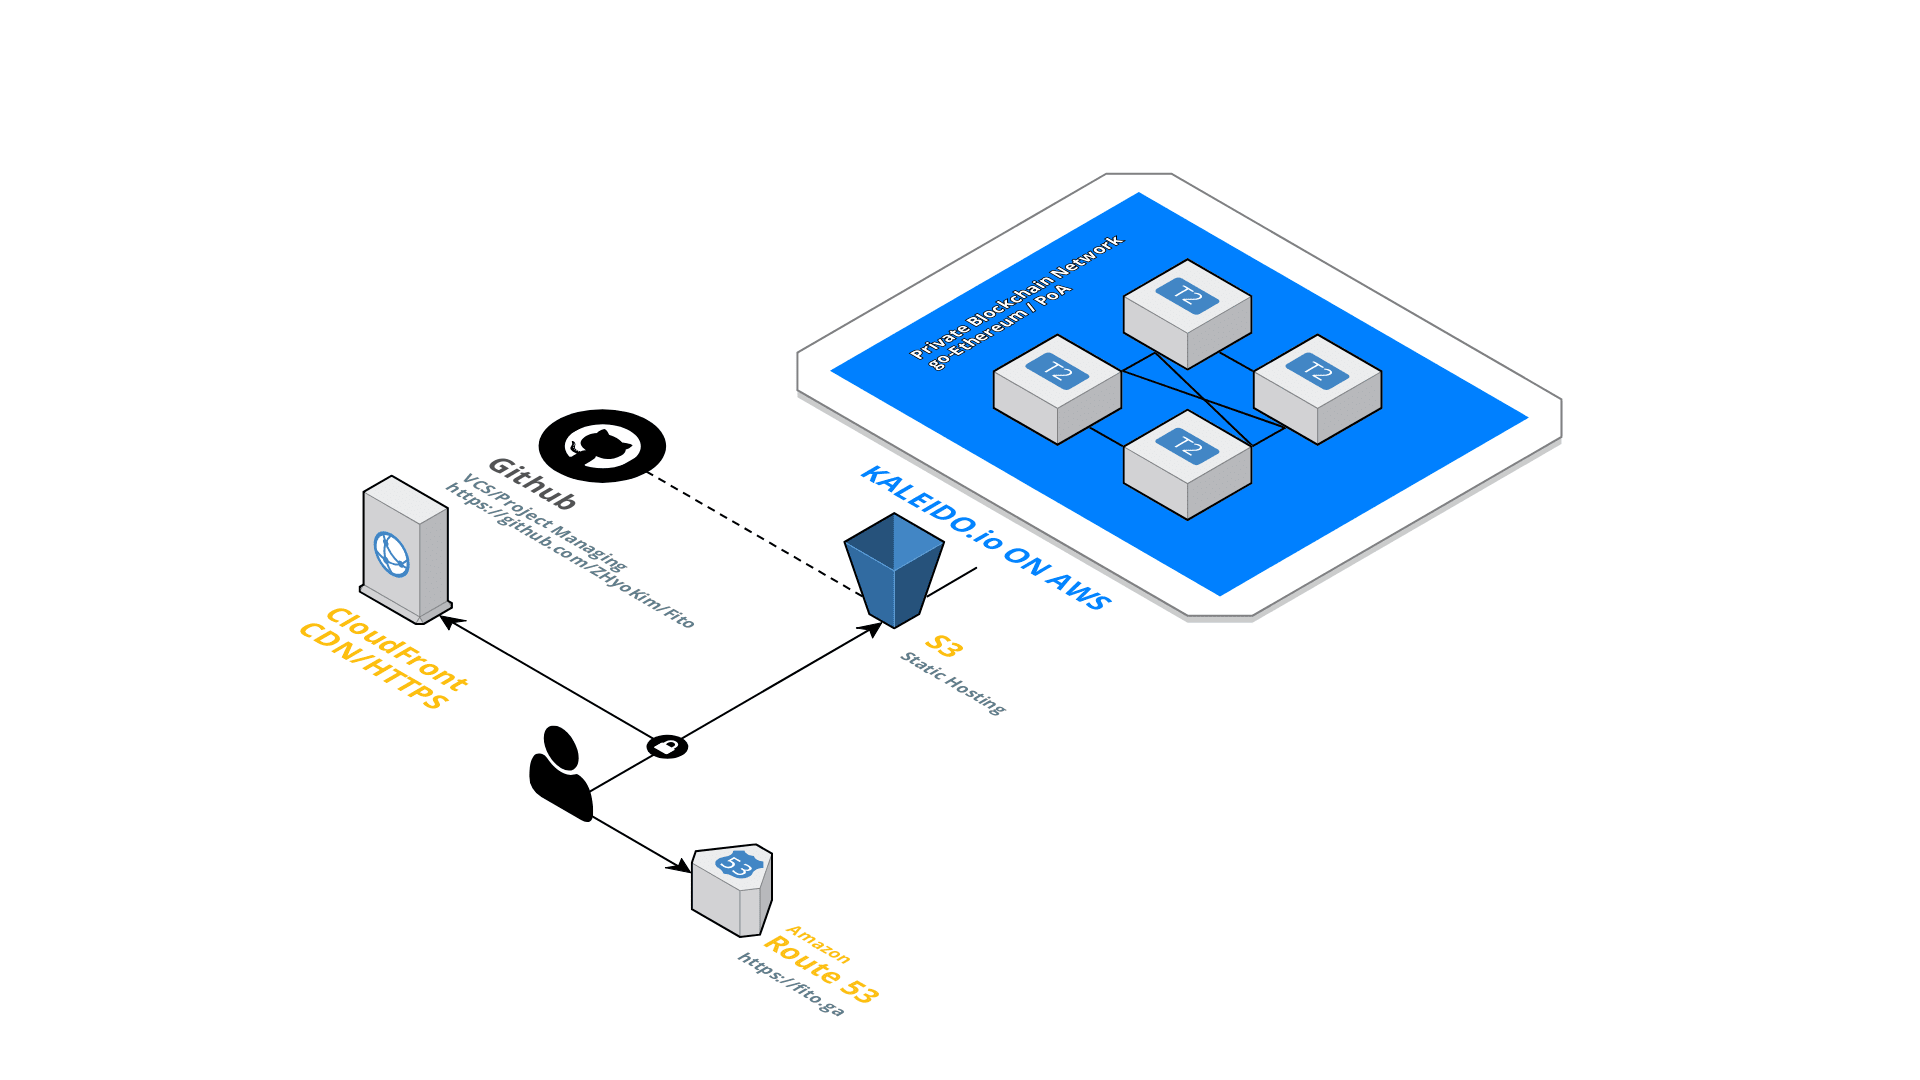 Private Blockchain Network
go-Ethereum / PoA
T2
T2
T2
T2
KALEIDO.io ON AWS
Github
VCS/Project Managing
https://github.com/ZHyoKim/Fito
CloudFront
CDN/HTTPS
S3
Static Hosting
53
Amazon
Route 53
https://fito.ga